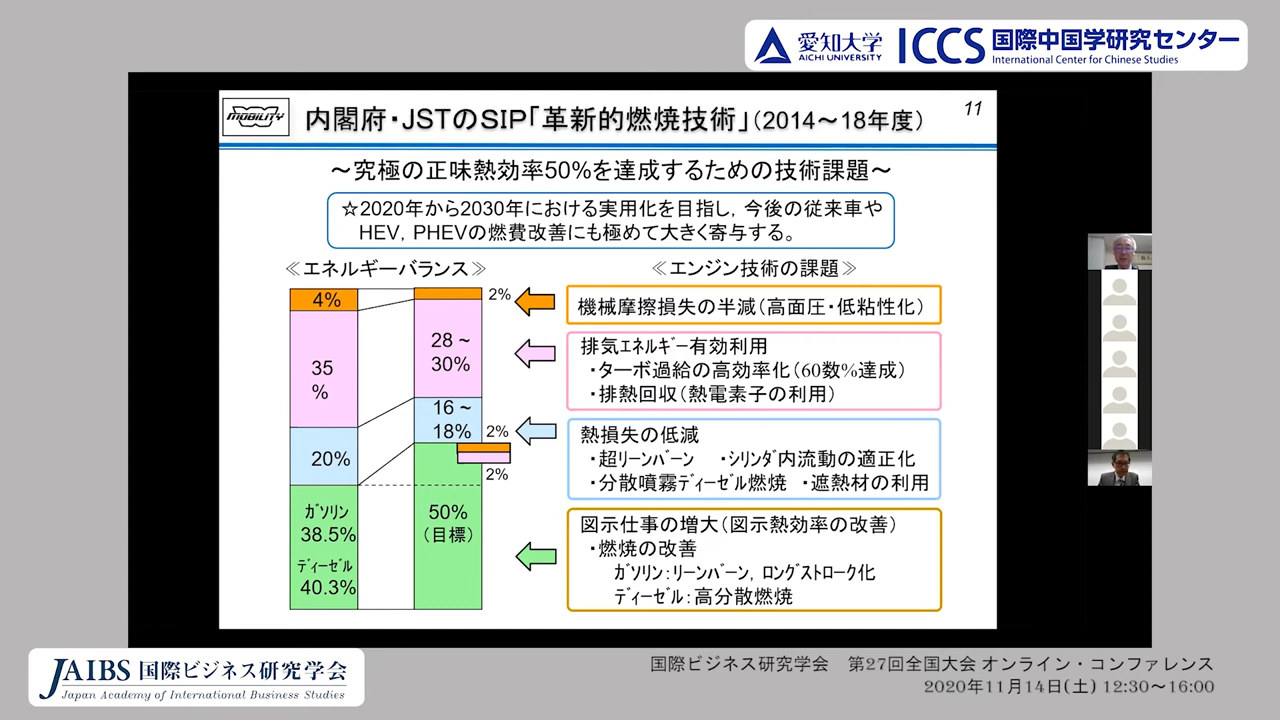 愛知大学
AICHI UNIVERSITY
ICCS 国際中国学研究センター
International Center for Chinese Studies
MOBILITY
内閣府・JSTのSIP「革新的燃焼技術」(2014～18年度)
11
～究極の正味熱効率50%を達成するための技術課題～
☆2020年から2030年における実用化を目指し，今後の従来車や
HEV，PHEVの燃費改善にも極めて大きく寄与する。
≪エネルギーバランス≫
4%
35
%
20%
ｶﾞｿﾘﾝ
38.5%
ﾃﾞｨｰｾﾞﾙ
40.3%
2%
28～
30%
16～
18%
2%
2%
50%
(目標)
≪エンジン技術の課題≫
機械摩擦損失の半減(高面圧・低粘性化)
排気ｴﾈﾙｷﾞｰ有効利用
・ターボ過給の高効率化(60数%達成)
・排熱回収(熱電素子の利用)
熱損失の低減
・超ﾘｰﾝﾊﾞｰﾝ ・ｼﾘﾝﾀﾞ内流動の適正化
・分散噴霧ﾃﾞｨｰｾﾞﾙ燃焼 ・遮熱材の利用
図示仕事の増大(図示熱効率の改善)
・燃焼の改善
ｶﾞｿﾘﾝ：ﾘｰﾝﾊﾞｰﾝ，ﾛﾝｸﾞｽﾄﾛｰｸ化
ﾃﾞｨｰｾﾞﾙ：高分散燃焼
JAIBS 国際ビジネス研究学会
Japan Academy of International Business Studies
国際ビジネス研究学会 第27回全国大会 オンライン・コンファレンス
2020年11月14日(土) 12:30～16:00